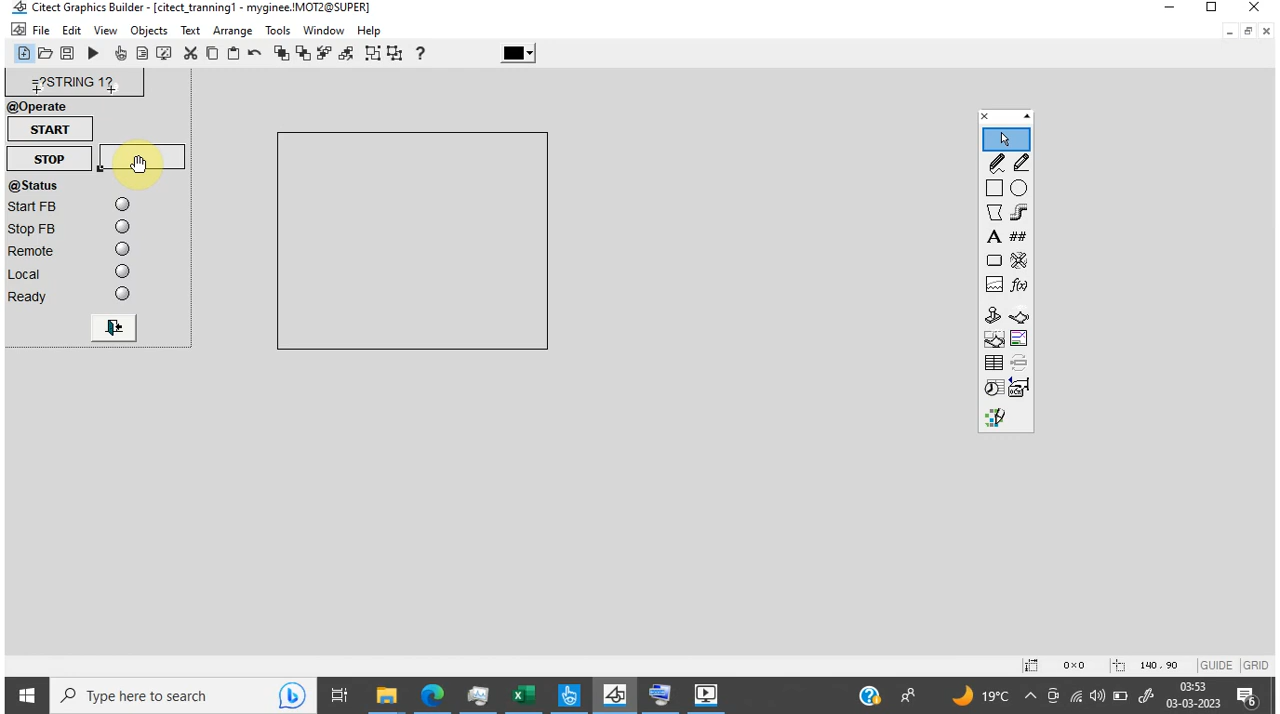 Citect Graphics Builder - [citect_tranning1 - myginee.!MOT2@SUPER]
File Edit View Objects Text Arrange Tools Window Help
=?STRING 1?
@Operate
START
STOP
@Status
Start FB
Stop FB
Remote
Local
Ready
A ##
f(x)
0×0 140 , 90 GUIDE GRID
Type here to search
19°C
03:53
03-03-2023
6